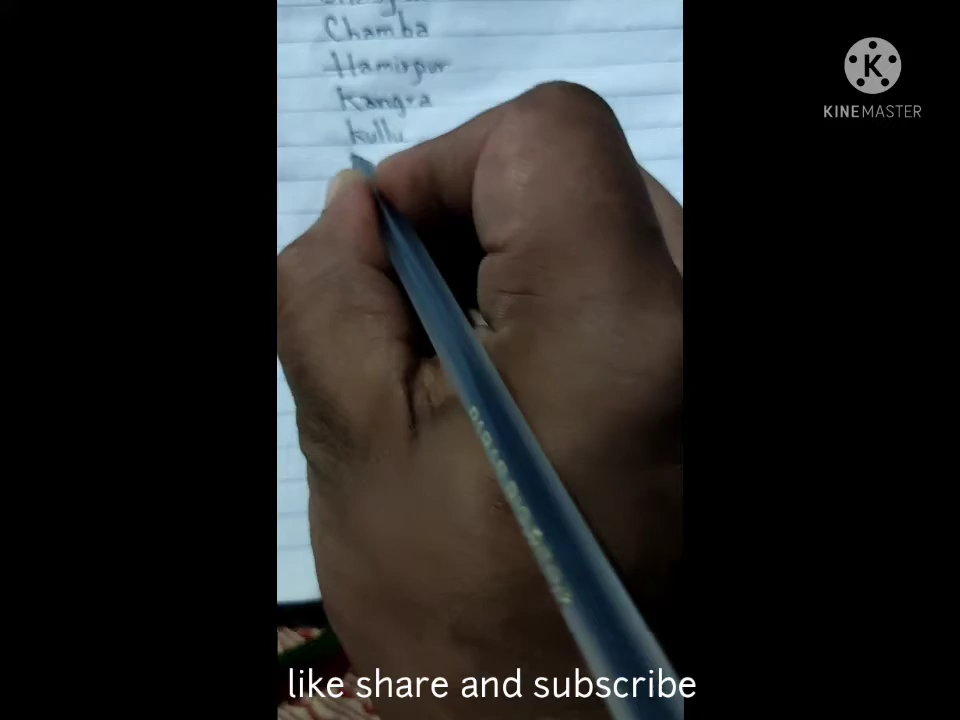 Chamba
Hamirpur
Kangra
Kullu
KINEMASTER
like share and subscribe